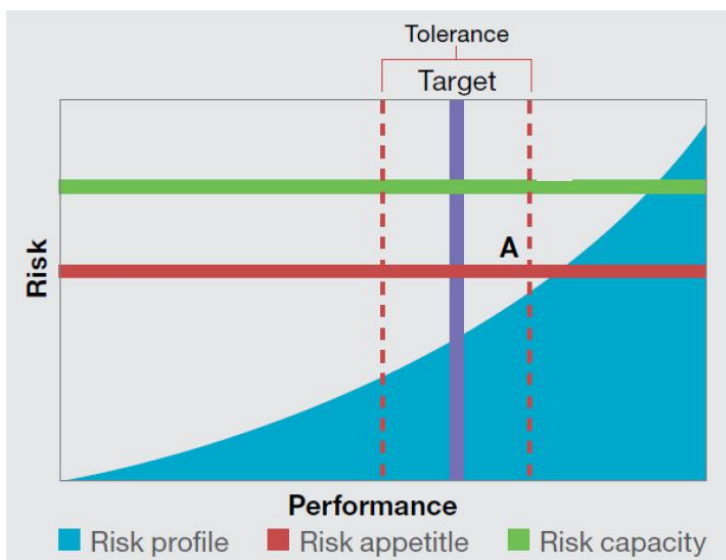 Tolerance
Target
A
Risk
Performance
Risk profile Risk appetitle Risk capacity